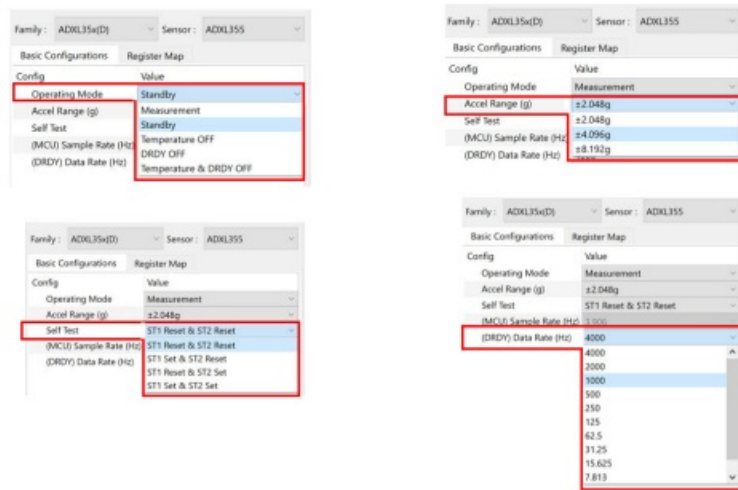 Family : ADXL35x(D) Sensor : ADXL355
Basic Configurations Register Map
Config Value
Operating Mode Standby
Accel Range (g) Measurement
Self Test Standby
(MCU) Sample Rate (Hz) Temperature OFF
DRDY OFF
(DRDY) Data Rate (Hz) Temperature & DRDY OFF
Family : ADXL35x(D) Sensor : ADXL355
Basic Configurations Register Map
Config Value
Operating Mode Measurement
Accel Range (g) ±2.048g
Self Test ±2.048g
(MCU) Sample Rate (Hz ±4.096g
(DRDY) Data Rate (Hz) ±8.192g
Family : ADXL35x(D) Sensor : ADXL355
Basic Configurations Register Map
Config Value
Operating Mode Measurement
Accel Range (g) ±2.048g
Self Test ST1 Reset & ST2 Reset
(MCU) Sample Rate (Hz) ST1 Reset & ST2 Reset
(DRDY) Data Rate (Hz) ST1 Set & ST2 Reset
ST1 Reset & ST2 Set
ST1 Set & ST2 Set
Family : ADXL35x(D) Sensor : ADXL355
Basic Configurations Register Map
Config Value
Operating Mode Measurement
Accel Range (g) ±2.048g
Self Test ST1 Reset & ST2 Reset
(MCU) Sample Rate (Hz) 3.906
(DRDY) Data Rate (Hz) 4000
4000
2000
1000
500
250
125
62.5
31.25
15.625
7.813